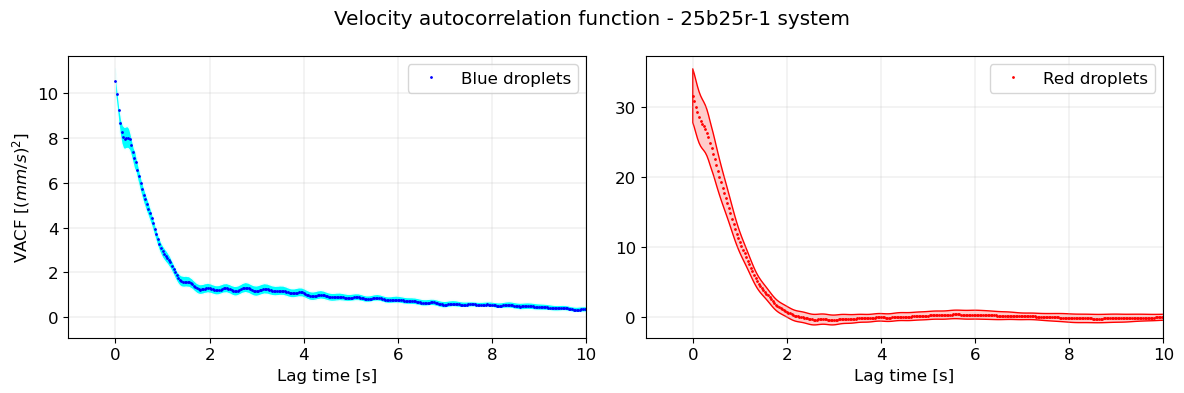 Velocity autocorrelation function - 25b25r-1 system
VACF [(mm/s)²]
10
8
6
4
2
0
Blue droplets
0 2 4 6 8 10
Lag time [s]
30
20
10
0
Red droplets
0 2 4 6 8 10
Lag time [s]